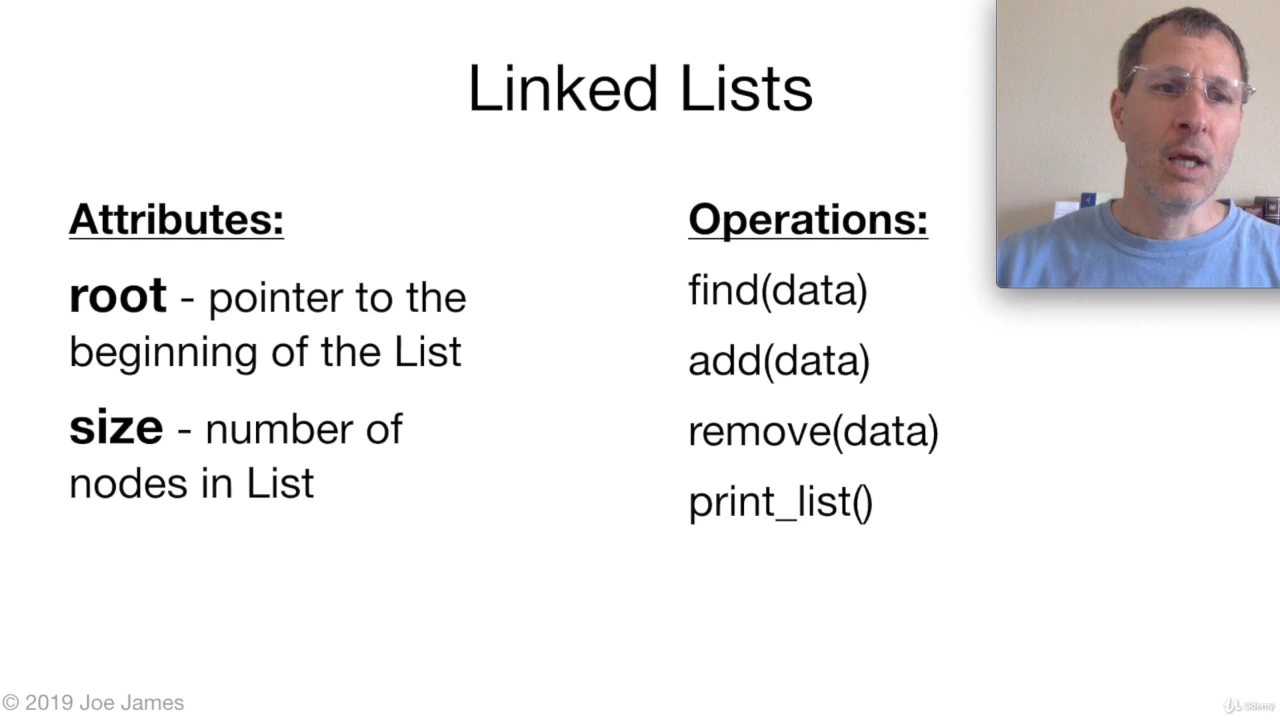 Linked Lists
Attributes:
root - pointer to the
beginning of the List
size - number of
nodes in List
Operations:
find(data)
add(data)
remove(data)
print_list()
© 2019 Joe James
Udemy